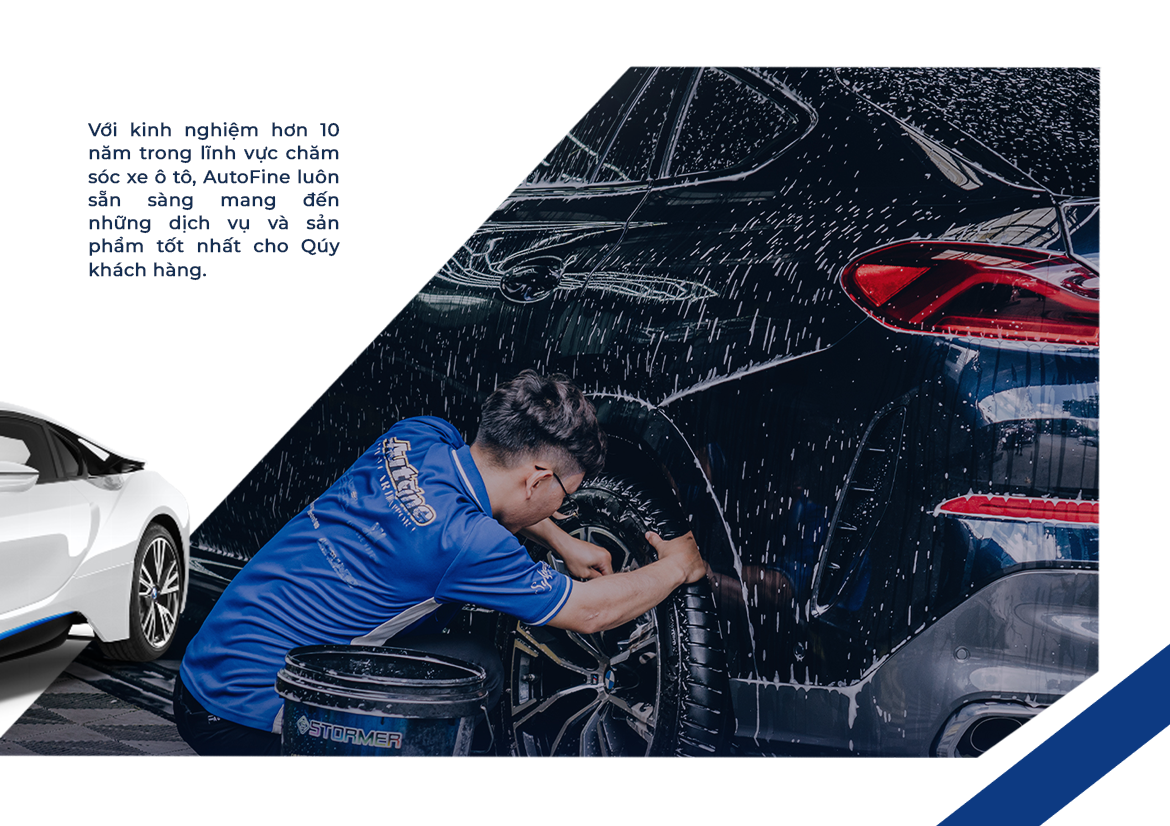 Với kinh nghiệm hơn 10
năm trong lĩnh vực chăm
sóc xe ô tô, AutoFine luôn
sẵn sàng mang đến
những dịch vụ và sản
phẩm tốt nhất cho Qúy
khách hàng.
STORMER